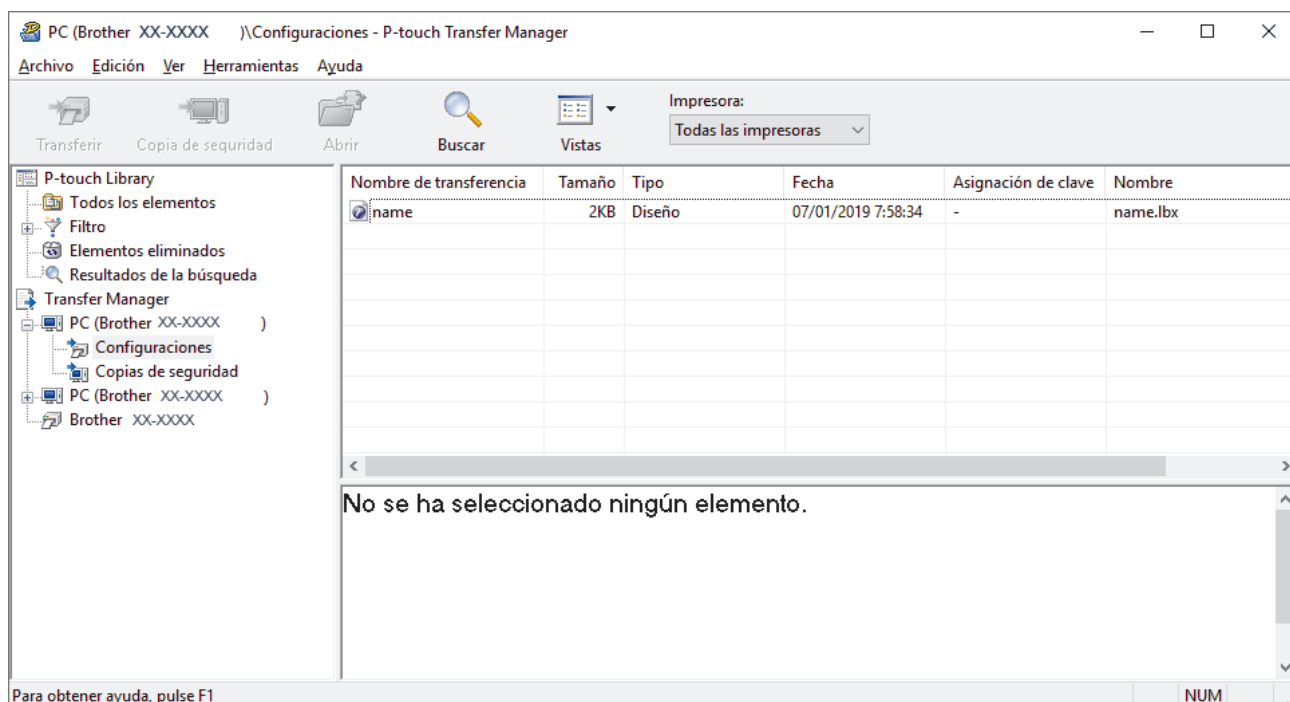 PC (Brother XX-XXXX )\Configuraciones - P-touch Transfer Manager
Archivo Edición Ver Herramientas Ayuda
Transferir Copia de seguridad Abrir Buscar Vistas
Impresora:
Todas las impresoras
P-touch Library
Todos los elementos
Filtro
Elementos eliminados
Resultados de la búsqueda
Transfer Manager
PC (Brother XX-XXXX )
Configuraciones
Copias de seguridad
PC (Brother XX-XXXX )
Brother XX-XXXX
Nombre de transferencia Tamaño Tipo Fecha Asignación de clave Nombre
name 2KB Diseño 07/01/2019 7:58:34 - name.lbx
No se ha seleccionado ningún elemento.
Para obtener ayuda, pulse F1 NUM